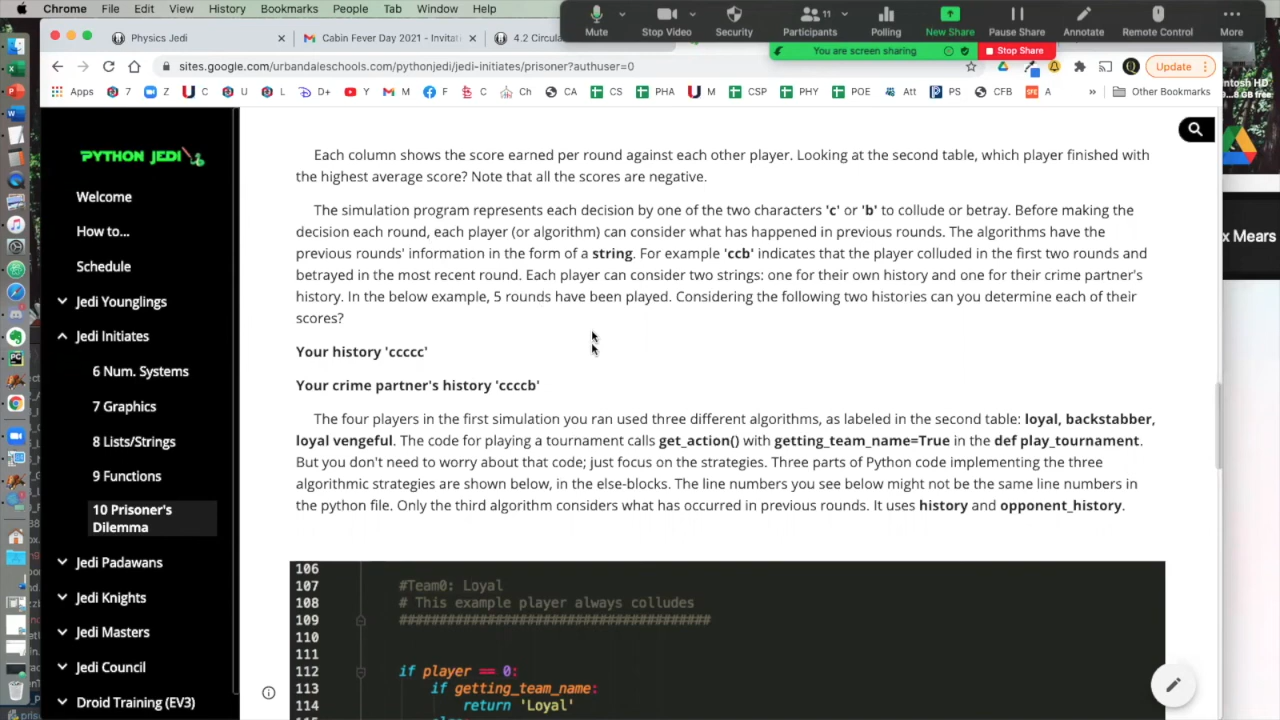 Chrome File Edit View History Bookmarks People Tab Window Help
Mute Stop Video Security Participants 11 Polling New Share Pause Share Annotate Remote Control More
Physics Jedi × Cabin Fever Day 2021 - Invitat × 4.2 Circula
You are screen sharing Stop Share
sites.google.com/undalenschools.com/pythonjedi/jedi-initiates/prisoner?authuser=0
Q Update
Apps 7 Z C U L D+ Y M F C CA CS PHA M CSP PHY POE Att PS CFB A » Other Bookmarks
PYTHON JEDI
Welcome
How to...
Schedule
Jedi Younglings
Jedi Initiates
6 Num. Systems
7 Graphics
8 Lists/Strings
9 Functions
10 Prisoner's
Dilemma
Jedi Padawans
Jedi Knights
Jedi Masters
Jedi Council
Droid Training (EV3)
Each column shows the score earned per round against each other player. Looking at the second table, which player finished with
the highest average score? Note that all the scores are negative.
The simulation program represents each decision by one of the two characters 'c' or 'b' to collude or betray. Before making the
decision each round, each player (or algorithm) can consider what has happened in previous rounds. The algorithms have the
previous rounds' information in the form of a string. For example 'ccb' indicates that the player colluded in the first two rounds and
betrayed in the most recent round. Each player can consider two strings: one for their own history and one for their crime partner's
history. In the below example, 5 rounds have been played. Considering the following two histories can you determine each of their
scores?
Your history 'ccccc'
Your crime partner's history 'ccccb'
The four players in the first simulation you ran used three different algorithms, as labeled in the second table: loyal, backstabber,
loyal vengeful. The code for playing a tournament calls get_action() with getting_team_name=True in the def play_tournament.
But you don't need to worry about that code; just focus on the strategies. Three parts of Python code implementing the three
algorithmic strategies are shown below, in the else-blocks. The line numbers you see below might not be the same line numbers in
the python file. Only the third algorithm considers what has occurred in previous rounds. It uses history and opponent_history.
106
107 #Team0: Loyal
108 # This example player always colludes
109 #######################################
110
111
112 if player == 0:
113 if getting_team_name:
114 return 'Loyal'
x Mears